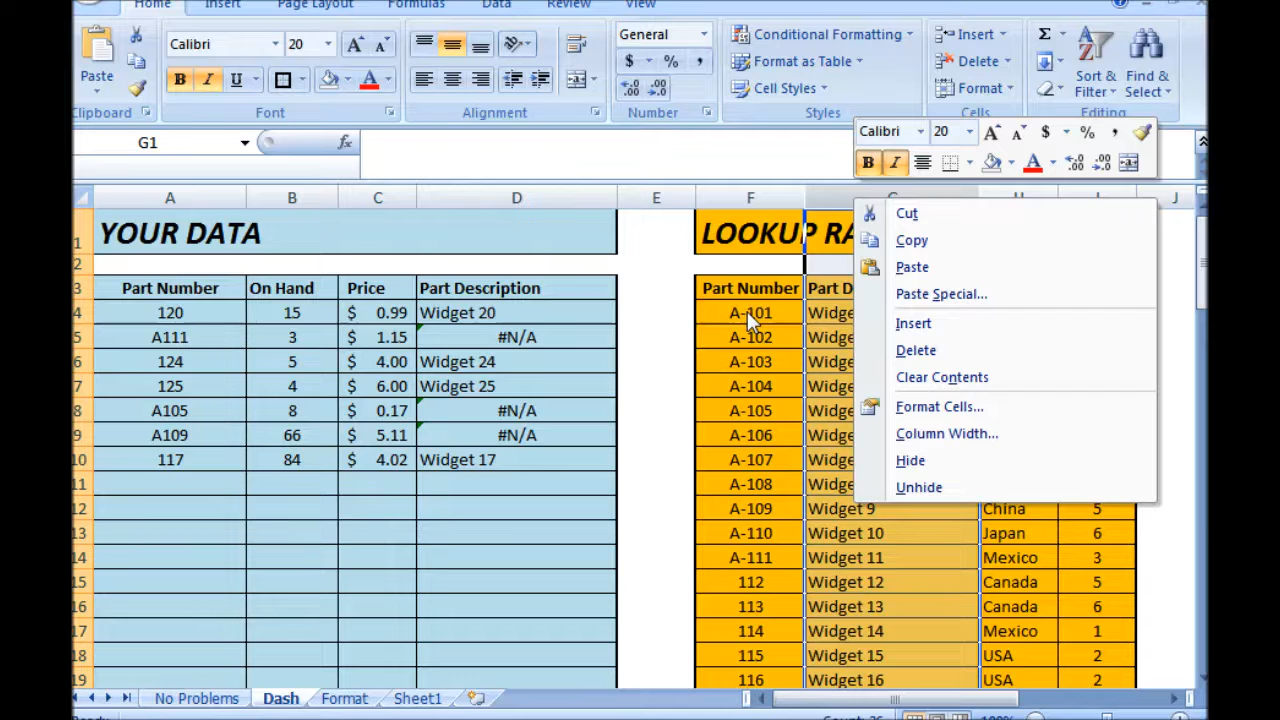 Home Insert Page Layout Formulas Data Review View
Calibri 20 General Conditional Formatting Insert Σ
Paste $ % , Format as Table Delete
B I U A Cell Styles Format Sort & Filter Find & Select
Clipboard Font Alignment Number Styles Cells Editing
Calibri 20 A A $ % ,
G1 fx
B I A
A B C D E F G H I J
1 YOUR DATA LOOKUP RA
2
3 Part Number On Hand Price Part Description Part Number Part D
4 120 15 $ 0.99 Widget 20 A-101 Widge
5 A111 3 $ 1.15 #N/A A-102 Widge
6 124 5 $ 4.00 Widget 24 A-103 Widge
7 125 4 $ 6.00 Widget 25 A-104 Widge
8 A105 8 $ 0.17 #N/A A-105 Widge
9 A109 66 $ 5.11 #N/A A-106 Widge
10 117 84 $ 4.02 Widget 17 A-107 Widge
11 A-108 Widge
12 A-109 Widget 9 China 5
13 A-110 Widget 10 Japan 6
14 A-111 Widget 11 Mexico 3
15 112 Widget 12 Canada 5
16 113 Widget 13 Canada 6
17 114 Widget 14 Mexico 1
18 115 Widget 15 USA 2
19 116 Widget 16 USA 2
Cut
Copy
Paste
Paste Special...
Insert
Delete
Clear Contents
Format Cells...
Column Width...
Hide
Unhide
No Problems Dash Format Sheet1